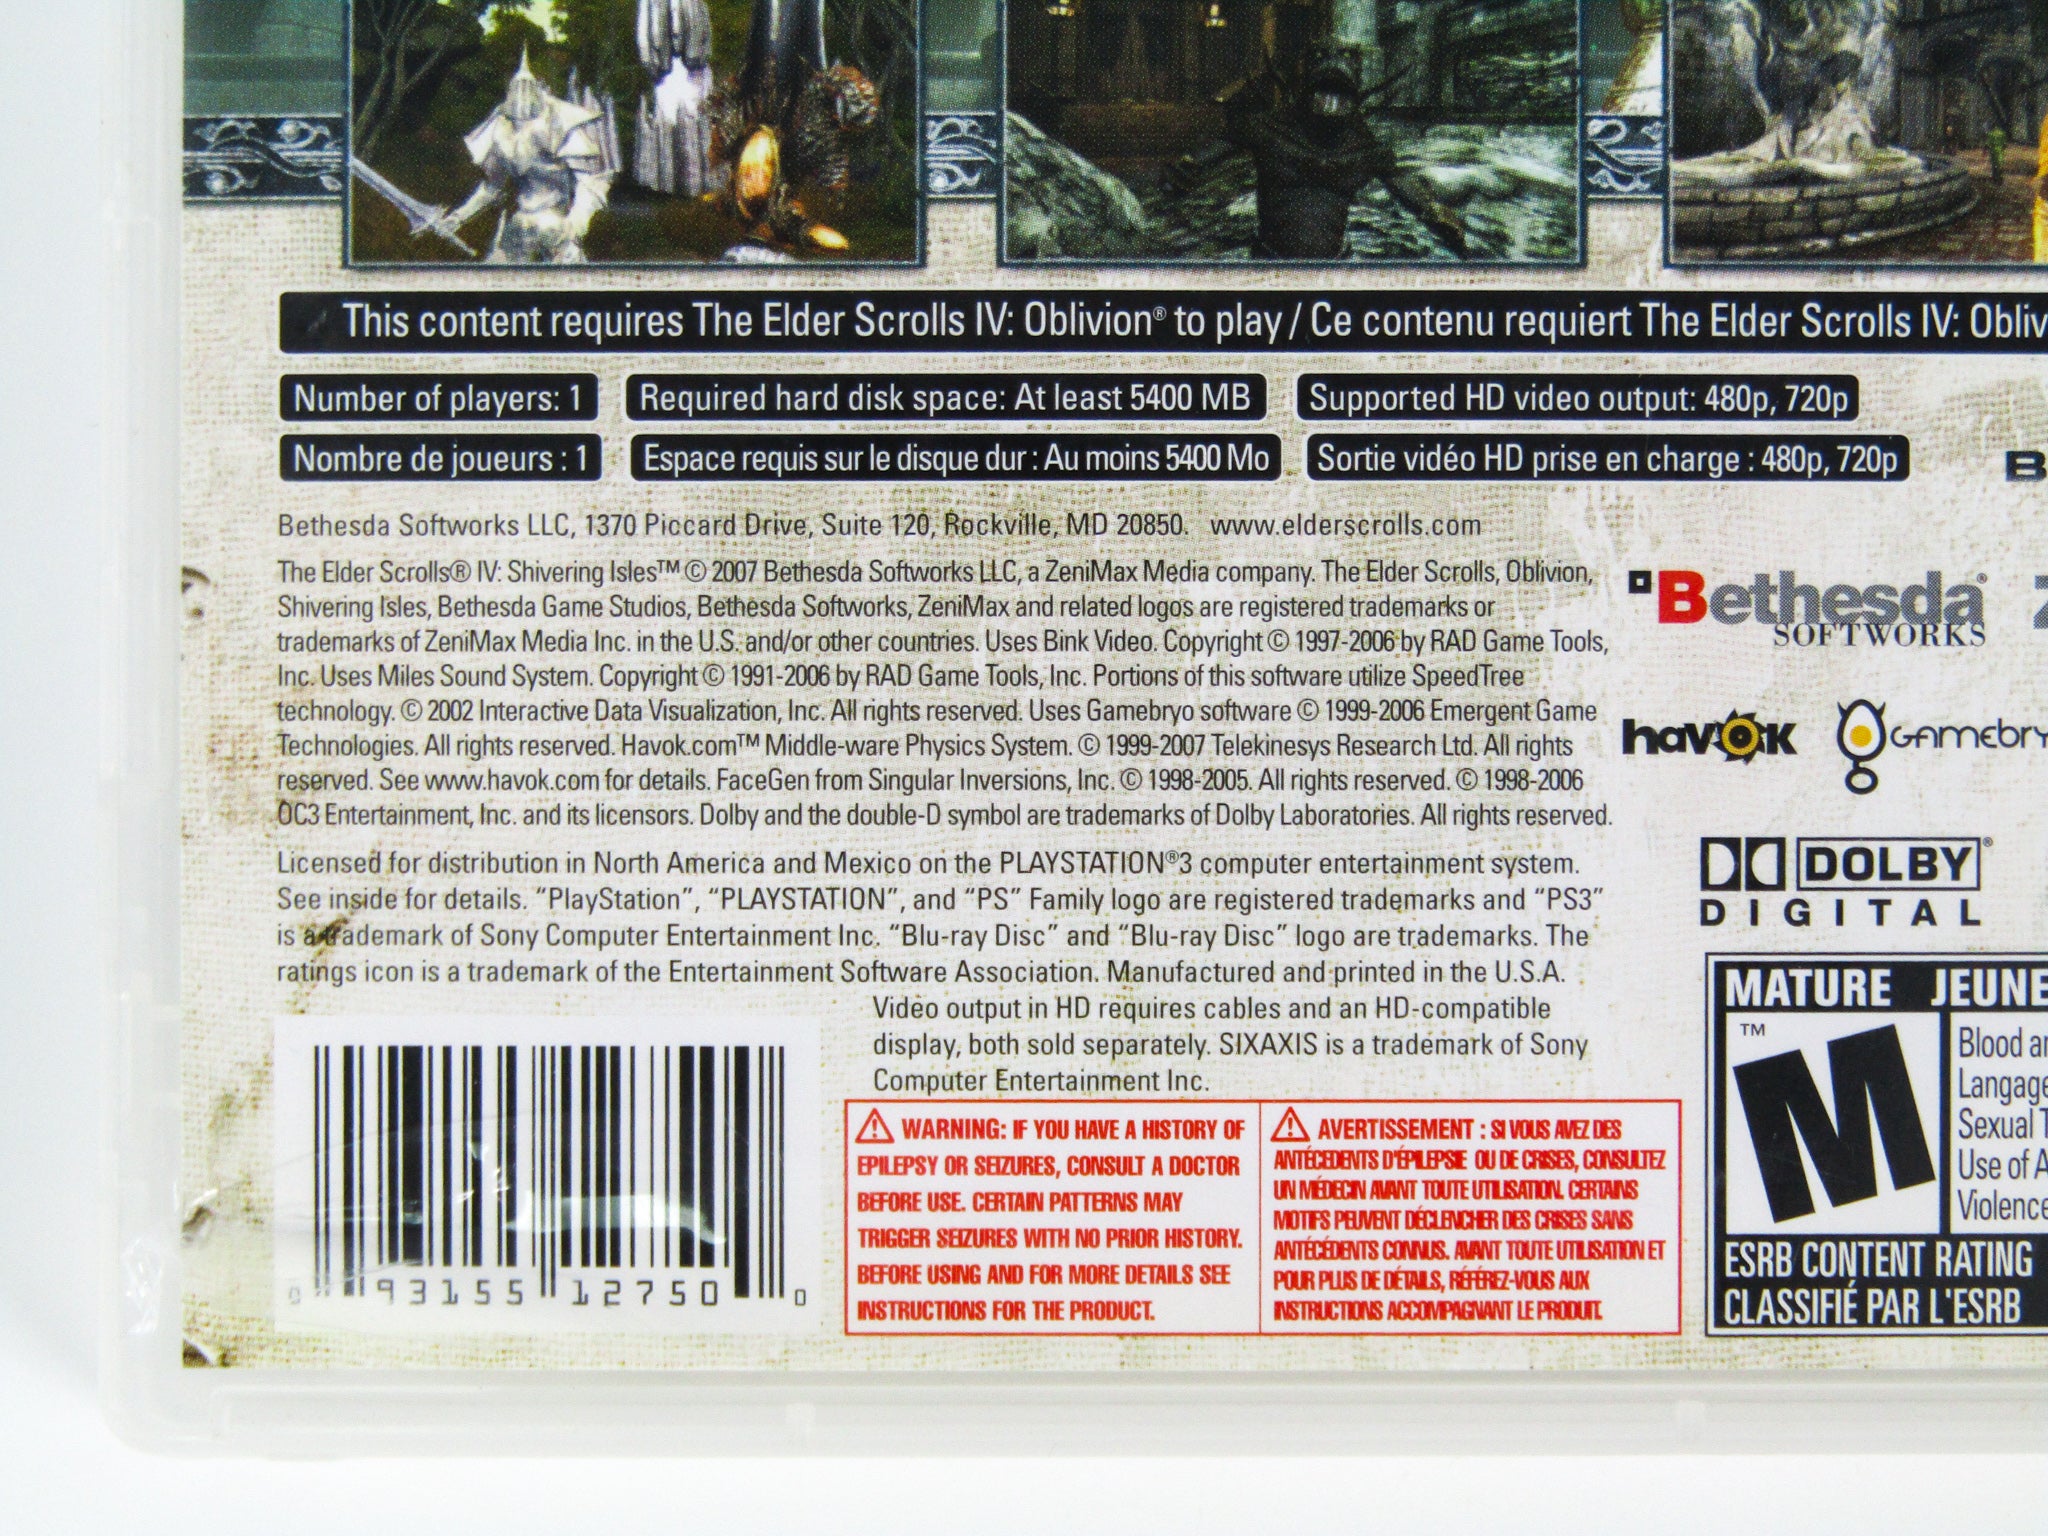 This content requires The Elder Scrolls IV: Oblivion® to play / Ce contenu requiert The Elder Scrolls IV:
Number of players: 1
Required hard disk space: At least 5400 MB
Supported HD video output: 480p, 720p
Nombre de joueurs : 1
Espace requis sur le disque dur : Au moins 5400 Mo
Sortie vidéo HD prise en charge : 480p, 720p
Bethesda Softworks LLC, 1370 Piccard Drive, Suite 120, Rockville, MD 20850. www.elderscrolls.com
The Elder Scrolls® IV: Shivering Isles™ © 2007 Bethesda Softworks LLC, a ZeniMax Media company. The Elder Scrolls, Oblivion,
Shivering Isles, Bethesda Game Studios, Bethesda Softworks, ZeniMax and related logos are registered trademarks or
trademarks of ZeniMax Media Inc. in the U.S. and/or other countries. Uses Bink Video. Copyright © 1997-2006 by RAD Game Tools,
Inc. Uses Miles Sound System. Copyright © 1991-2006 by RAD Game Tools, Inc. Portions of this software utilize SpeedTree
technology. © 2002 Interactive Data Visualization, Inc. All rights reserved. Uses Gamebryo software © 1999-2006 Emergent Game
Technologies. All rights reserved. Havok.com™ Middle-ware Physics System. © 1999-2007 Telekinesys Research Ltd. All rights
reserved. See www.havok.com for details. FaceGen from Singular Inversions, Inc. © 1998-2005. All rights reserved. © 1998-2006
OC3 Entertainment, Inc. and its licensors. Dolby and the double-D symbol are trademarks of Dolby Laboratories. All rights reserved.
Licensed for distribution in North America and Mexico on the PLAYSTATION®3 computer entertainment system.
See inside for details. “PlayStation”, “PLAYSTATION”, and “PS” Family logo are registered trademarks and “PS3”
is a trademark of Sony Computer Entertainment Inc. “Blu-ray Disc” and “Blu-ray Disc” logo are trademarks. The
ratings icon is a trademark of the Entertainment Software Association. Manufactured and printed in the U.S.A.
Video output in HD requires cables and an HD-compatible
display, both sold separately. SIXAXIS is a trademark of Sony
Computer Entertainment Inc.
Bethesda®
SOFTWORKS
havok
GAMEBRY
DOLBY®
DIGITAL
0 93155 12750 0
WARNING: IF YOU HAVE A HISTORY OF
EPILEPSY OR SEIZURES, CONSULT A DOCTOR
BEFORE USE. CERTAIN PATTERNS MAY
TRIGGER SEIZURES WITH NO PRIOR HISTORY.
BEFORE USING AND FOR MORE DETAILS SEE
INSTRUCTIONS FOR THE PRODUCT.
AVERTISSEMENT : SI VOUS AVEZ DES
ANTÉCEDENTS D'ÉPILEPSIE OU DE CRISES, CONSULTEZ
UN MÉDECIN AVANT TOUTE UTILISATION. CERTAINS
MOTIFS PEUVENT DÉCLENCHER DES CRISES SANS
ANTÉCÉDENTS CONNUS. AVANT TOUTE UTILISATION ET
POUR PLUS DE DÉTAILS, RÉFÉREZ-VOUS AUX
INSTRUCTIONS ACCOMPAGNANT LE PRODUIT.
MATURE JEUNE
™
M
Blood
Langage
Sexual
Use of
Violence
ESRB CONTENT RATING
CLASSIFIÉ PAR L'ESRB